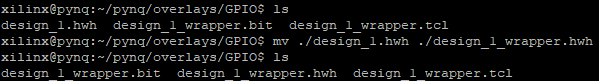 xilinx@pynq:~/pynq/overlays/GPIO$ ls
design_1.hwh  design_1_wrapper.bit  design_1_wrapper.tcl
xilinx@pynq:~/pynq/overlays/GPIO$ mv ./design_1.hwh ./design_1_wrapper.hwh
xilinx@pynq:~/pynq/overlays/GPIO$ ls
design_1_wrapper.bit  design_1_wrapper.hwh  design_1_wrapper.tcl